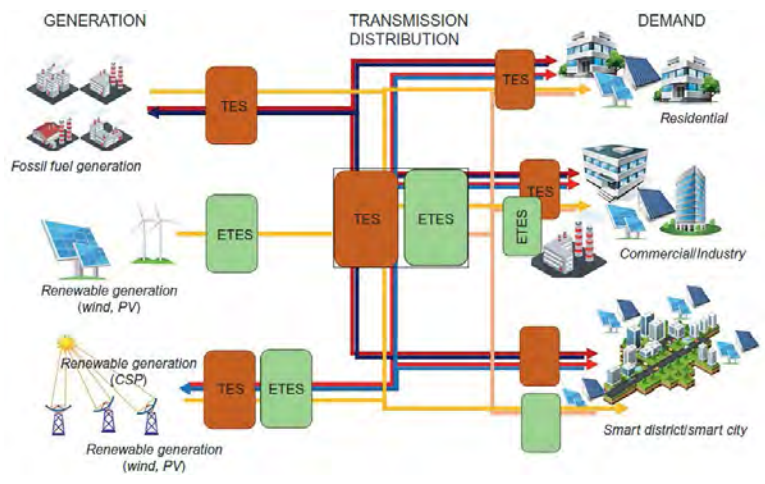 GENERATION
TRANSMISSION
DISTRIBUTION
DEMAND
TES
TES
Residential
Fossil fuel generation
TES
ETES
TES
ETES
ETES
Commercial/Industry
Renewable generation
(wind, PV)
Renewable generation
(CSP)
TES
ETES
Renewable generation
(wind, PV)
Smart district/smart city